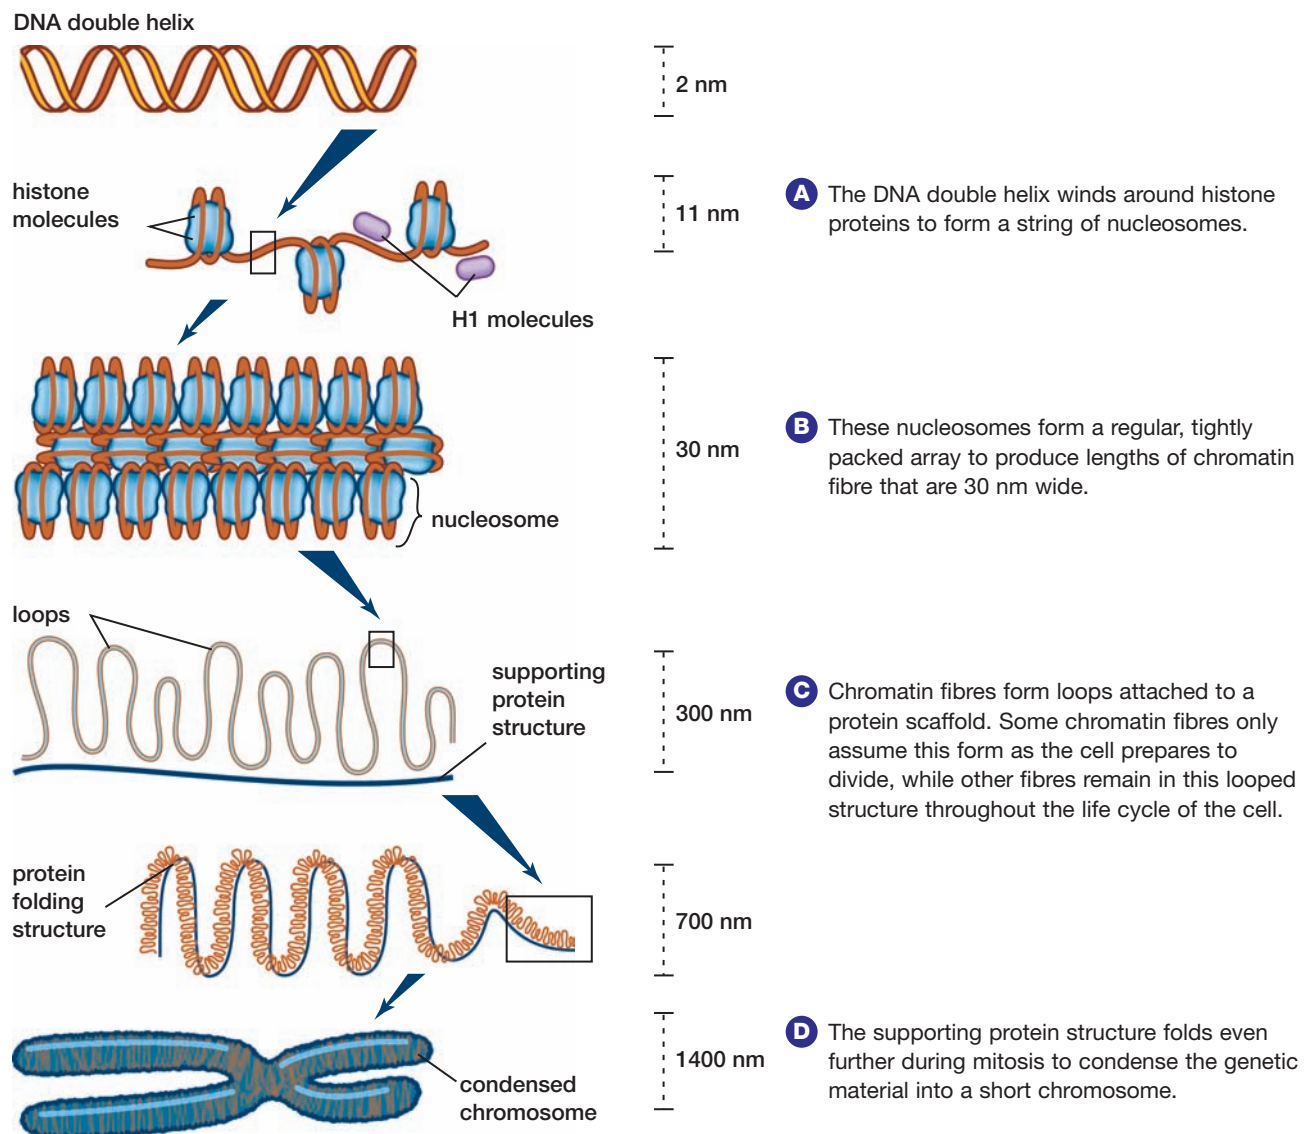 DNA double helix
2 nm
histone
molecules
11 nm
A The DNA double helix winds around histone
proteins to form a string of nucleosomes.
H1 molecules
30 nm
B These nucleosomes form a regular, tightly
packed array to produce lengths of chromatin
fibre that are 30 nm wide.
nucleosome
loops
supporting
protein
structure
300 nm
C Chromatin fibres form loops attached to a
protein scaffold. Some chromatin fibres only
assume this form as the cell prepares to
divide, while other fibres remain in this looped
structure throughout the life cycle of the cell.
protein
folding
structure
700 nm
1400 nm
D The supporting protein structure folds even
further during mitosis to condense the genetic
material into a short chromosome.
condensed
chromosome